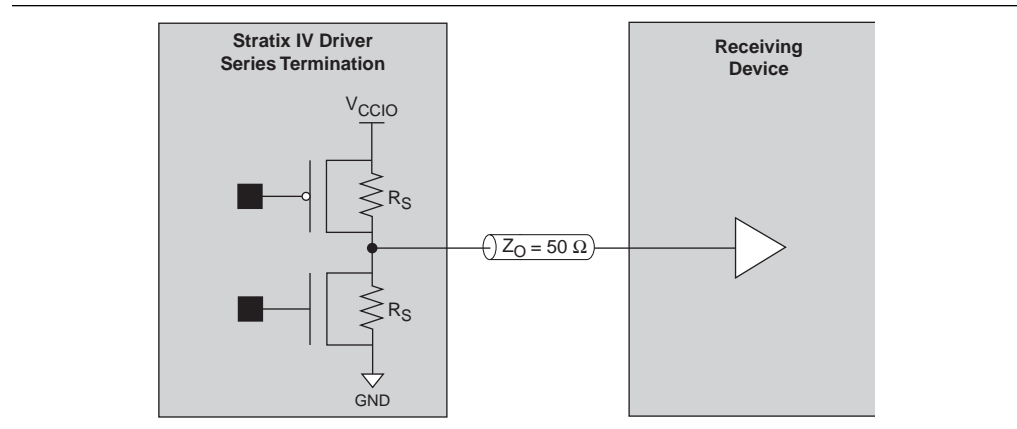 Stratix IV Driver
Series Termination
Receiving
Device
VCCIO
RS
ZO = 50 Ω
RS
GND